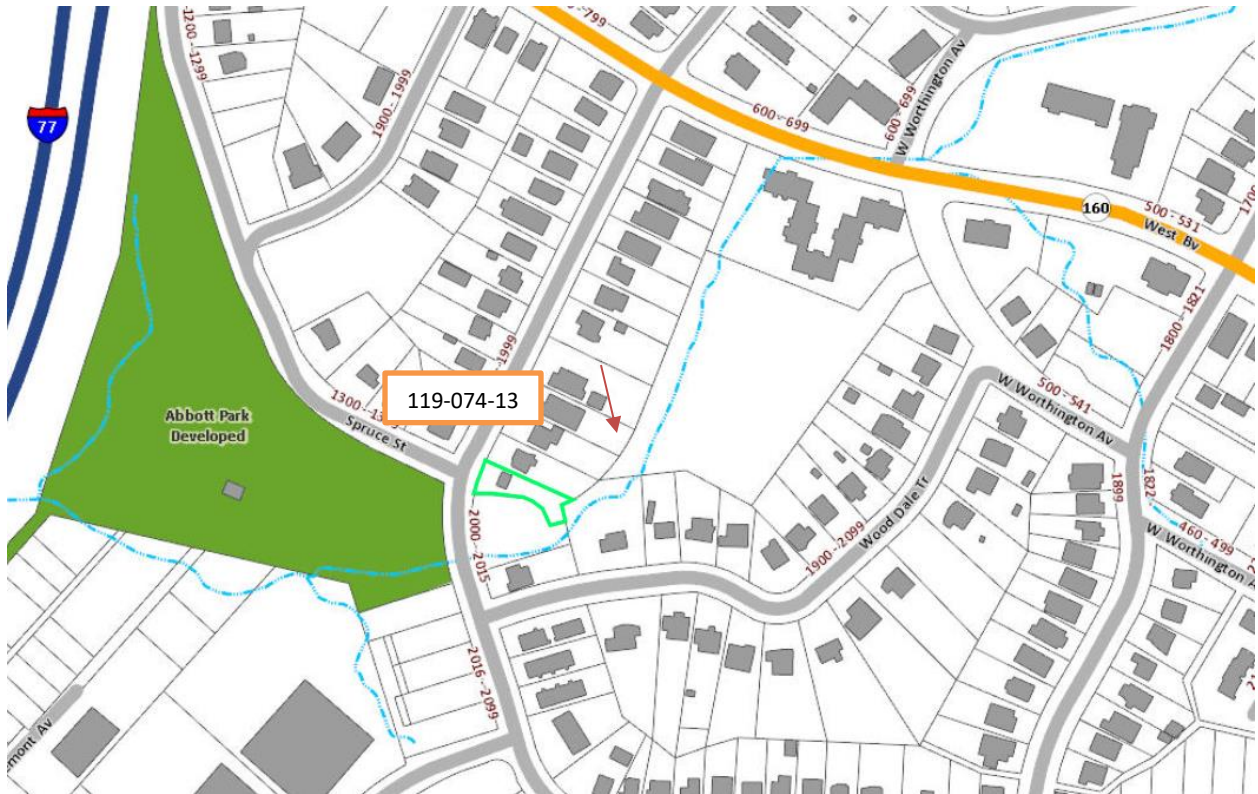 1200 - 1299
- 799
77
1900 - 1999
600 - 699
600 - 699
W Worthington Av
160
500 - 531
West Bv
1800 - 1821
- 1999
119-074-13
1300 - 1
Spruce St
Abbott Park
Developed
500 - 541
W Worthington Av
1899
1822
460 - 499
W Worthington A
Wood Dale Tr
1900 - 2099
2000 - 2015
2016 - 2099
mont Av